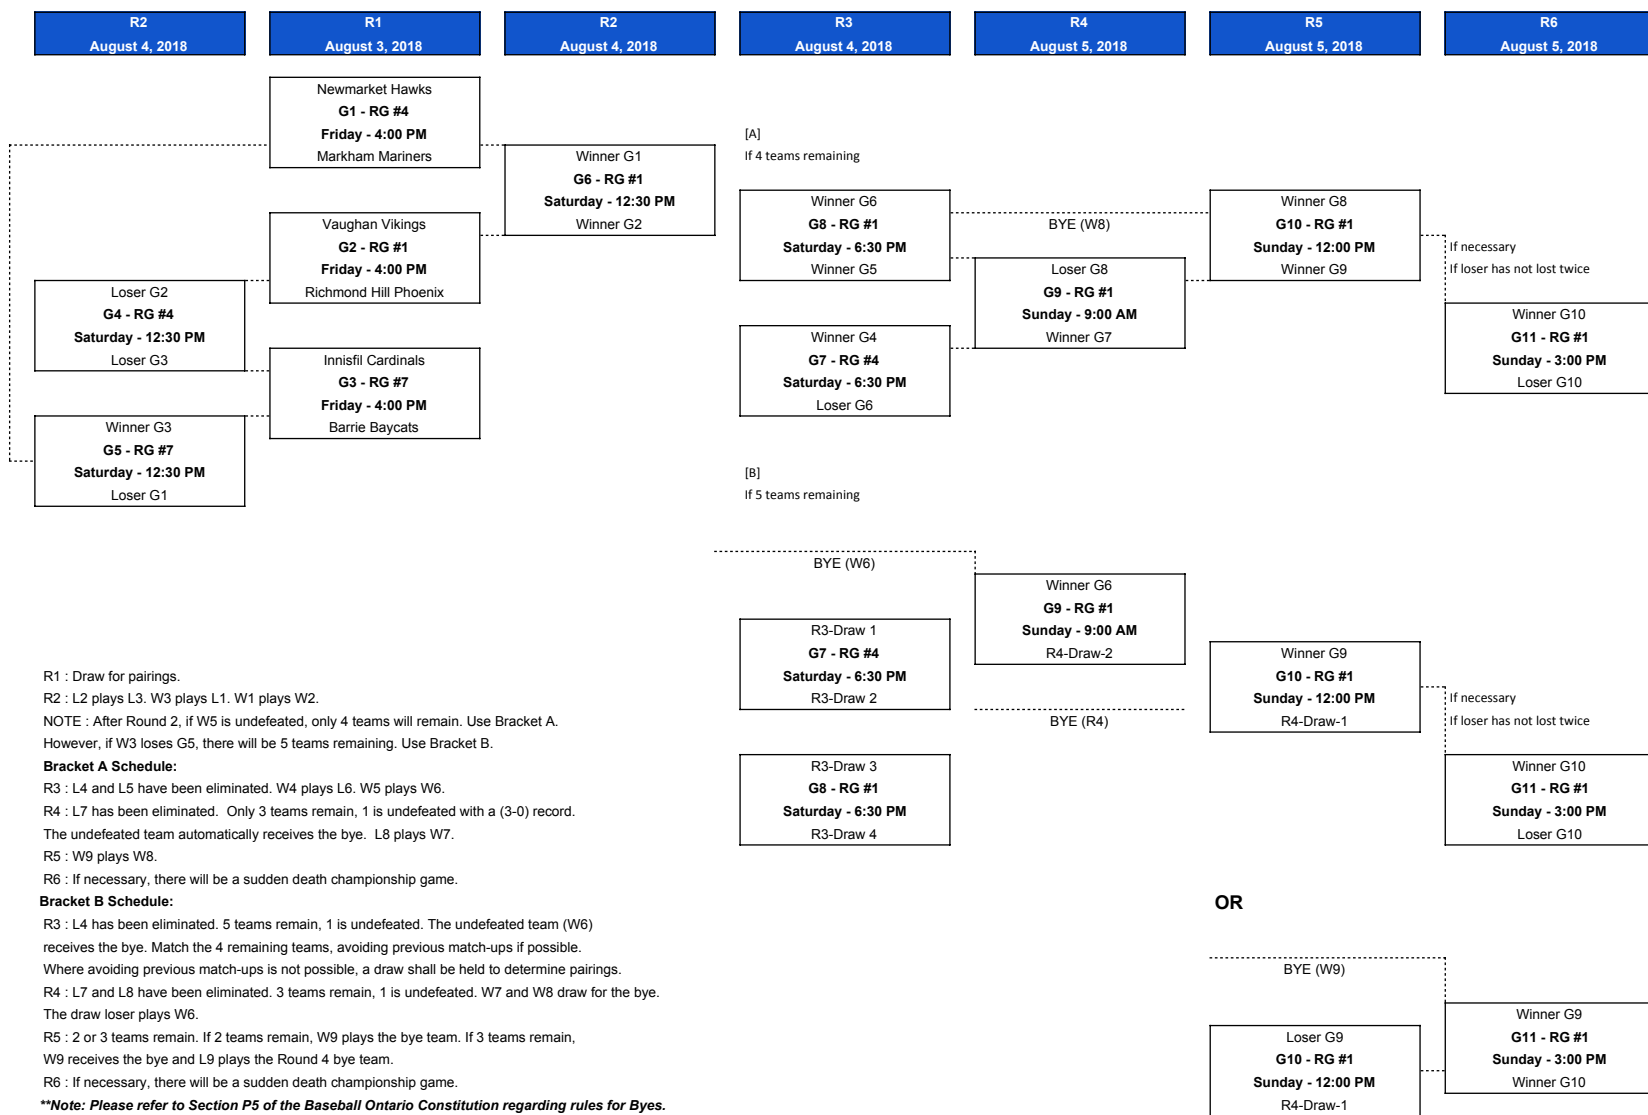 R2
August 4, 2018
R1
August 3, 2018
R2
August 4, 2018
R3
August 4, 2018
R4
August 5, 2018
R5
August 5, 2018
R6
August 5, 2018
Newmarket Hawks
G1 - RG #4
Friday - 4:00 PM
Markham Mariners
Vaughan Vikings
G2 - RG #1
Friday - 4:00 PM
Richmond Hill Phoenix
Innisfil Cardinals
G3 - RG #7
Friday - 4:00 PM
Barrie Baycats
Loser G2
G4 - RG #4
Saturday - 12:30 PM
Loser G3
Winner G3
G5 - RG #7
Saturday - 12:30 PM
Loser G1
Winner G1
G6 - RG #1
Saturday - 12:30 PM
Winner G2
[A]
If 4 teams remaining
Winner G6
G8 - RG #1
Saturday - 6:30 PM
Winner G5
Winner G4
G7 - RG #4
Saturday - 6:30 PM
Loser G6
BYE (W8)
Loser G8
G9 - RG #1
Sunday - 9:00 AM
Winner G7
Winner G8
G10 - RG #1
Sunday - 12:00 PM
Winner G9
If necessary
If loser has not lost twice
Winner G10
G11 - RG #1
Sunday - 3:00 PM
Loser G10
[B]
If 5 teams remaining
BYE (W6)
R3-Draw 1
G7 - RG #4
Saturday - 6:30 PM
R3-Draw 2
R3-Draw 3
G8 - RG #1
Saturday - 6:30 PM
R3-Draw 4
Winner G6
G9 - RG #1
Sunday - 9:00 AM
R4-Draw-2
BYE (R4)
Winner G9
G10 - RG #1
Sunday - 12:00 PM
R4-Draw-1
If necessary
If loser has not lost twice
Winner G10
G11 - RG #1
Sunday - 3:00 PM
Loser G10
OR
BYE (W9)
Loser G9
G10 - RG #1
Sunday - 12:00 PM
R4-Draw-1
Winner G9
G11 - RG #1
Sunday - 3:00 PM
Winner G10
R1 : Draw for pairings.
R2 : L2 plays L3. W3 plays L1. W1 plays W2.
NOTE : After Round 2, if W5 is undefeated, only 4 teams will remain. Use Bracket A.
However, if W3 loses G5, there will be 5 teams remaining. Use Bracket B.
Bracket A Schedule:
R3 : L4 and L5 have been eliminated. W4 plays L6. W5 plays W6.
R4 : L7 has been eliminated. Only 3 teams remain, 1 is undefeated with a (3-0) record.
The undefeated team automatically receives the bye. L8 plays W7.
R5 : W9 plays W8.
R6 : If necessary, there will be a sudden death championship game.
Bracket B Schedule:
R3 : L4 has been eliminated. 5 teams remain, 1 is undefeated. The undefeated team (W6)
receives the bye. Match the 4 remaining teams, avoiding previous match-ups if possible.
Where avoiding previous match-ups is not possible, a draw shall be held to determine pairings.
R4 : L7 and L8 have been eliminated. 3 teams remain, 1 is undefeated. W7 and W8 draw for the bye.
The draw loser plays W6.
R5 : 2 or 3 teams remain. If 2 teams remain, W9 plays the bye team. If 3 teams remain,
W9 receives the bye and L9 plays the Round 4 bye team.
R6 : If necessary, there will be a sudden death championship game.
**Note: Please refer to Section P5 of the Baseball Ontario Constitution regarding rules for Byes.